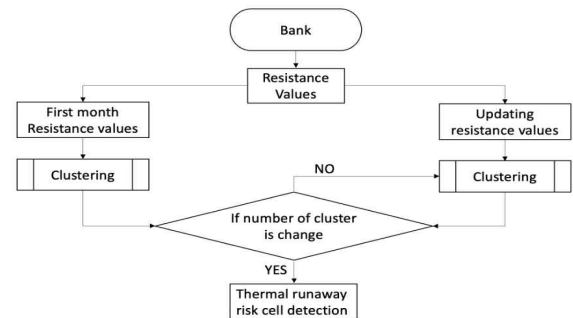 Bank
Resistance
Values
First month
Resistance values
Updating
resistance values
Clustering
NO
Clustering
If number of cluster
is change
YES
Thermal runaway
risk cell detection